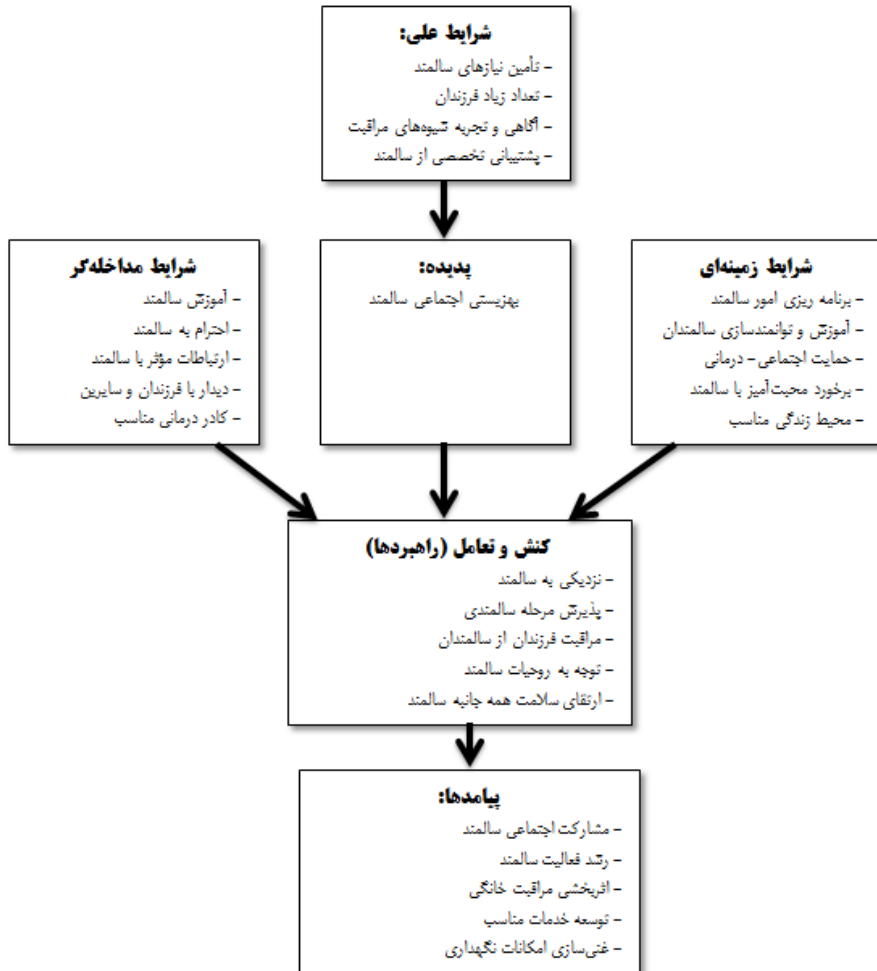 شرایط علی:
- تأمین نیازهای سالمند
- تعداد زیاد فرزندان
- آگاهی و تجربه شیوه‌های مراقبت
- پشتیبانی تخصصی از سالمند
شرایط زمینه‌ای
- برنامه ریزی امور سالمند
- آموزش و توانمندسازی سالمندان
- حمایت اجتماعی- درمانی
- برخورد محبت‌آمیز با سالمند
- محیط زندگی مناسب
پدیده:
بهزیستی اجتماعی سالمند
شرایط مداخله‌گر
- آموزش سالمند
- احترام به سالمند
- ارتباطات مؤثر با سالمند
- دیدار با فرزندان و سایرین
- کادر درمانی مناسب
کنش و تعامل (راهبردها)
- نزدیکی به سالمند
- پذیرش مرحله سالمندی
- مراقبت فرزندان از سالمندان
- توجه به روحیات سالمند
- ارتقای سلامت همه جانبه سالمند
پیامدها:
- مشارکت اجتماعی سالمند
- رشد فعالیت سالمند
- اثربخشی مراقبت خانگی
- توسعه خدمات مناسب
- غنی‌سازی امکانات نگهداری